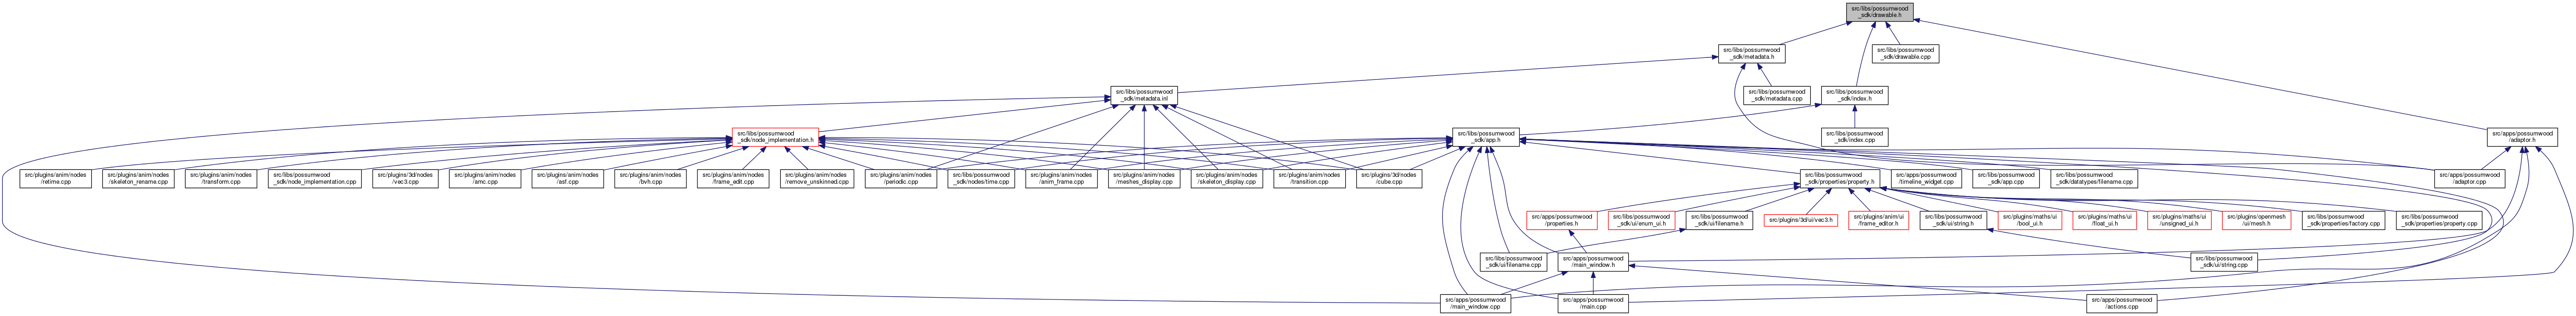 src/libs/possumwood
_sdk/drawable.h
src/libs/possumwood
_sdk/metadata.h
src/libs/possumwood
_sdk/drawable.cpp
src/libs/possumwood
_sdk/metadata.inl
src/libs/possumwood
_sdk/metadata.cpp
src/libs/possumwood
_sdk/index.h
src/libs/possumwood
_sdk/node_implementation.h
src/libs/possumwood
_sdk/app.h
src/libs/possumwood
_sdk/index.cpp
src/apps/possumwood
/adaptor.h
src/plugins/anim/nodes
/retime.cpp
src/plugins/anim/nodes
/skeleton_rename.cpp
src/plugins/anim/nodes
/transform.cpp
src/libs/possumwood
_sdk/node_implementation.cpp
src/plugins/3d/nodes
/vec3.cpp
src/plugins/anim/nodes
/amc.cpp
src/plugins/anim/nodes
/asf.cpp
src/plugins/anim/nodes
/bvh.cpp
src/plugins/anim/nodes
/frame_edit.cpp
src/plugins/anim/nodes
/remove_unskinned.cpp
src/plugins/anim/nodes
/periodic.cpp
src/libs/possumwood
_sdk/nodes/time.cpp
src/plugins/anim/nodes
/anim_frame.cpp
src/plugins/anim/nodes
/meshes_display.cpp
src/plugins/anim/nodes
/skeleton_display.cpp
src/plugins/anim/nodes
/transition.cpp
src/plugins/3d/nodes
/cube.cpp
src/libs/possumwood
_sdk/properties/property.h
src/apps/possumwood
/timeline_widget.cpp
src/libs/possumwood
_sdk/app.cpp
src/libs/possumwood
_sdk/datatypes/filename.cpp
src/apps/possumwood
/adaptor.cpp
src/apps/possumwood
/properties.h
src/libs/possumwood
_sdk/ui/enum_ui.h
src/libs/possumwood
_sdk/ui/filename.h
src/plugins/3d/ui/vec3.h
src/plugins/anim/ui
/frame_editor.h
src/libs/possumwood
_sdk/ui/string.h
src/plugins/maths/ui
/bool_ui.h
src/plugins/maths/ui
/float_ui.h
src/plugins/maths/ui
/unsigned_ui.h
src/plugins/openmesh
/ui/mesh.h
src/libs/possumwood
_sdk/properties/factory.cpp
src/libs/possumwood
_sdk/properties/property.cpp
src/libs/possumwood
_sdk/ui/filename.cpp
src/apps/possumwood
/main_window.h
src/libs/possumwood
_sdk/ui/string.cpp
src/apps/possumwood
/main_window.cpp
src/apps/possumwood
/main.cpp
src/apps/possumwood
/actions.cpp